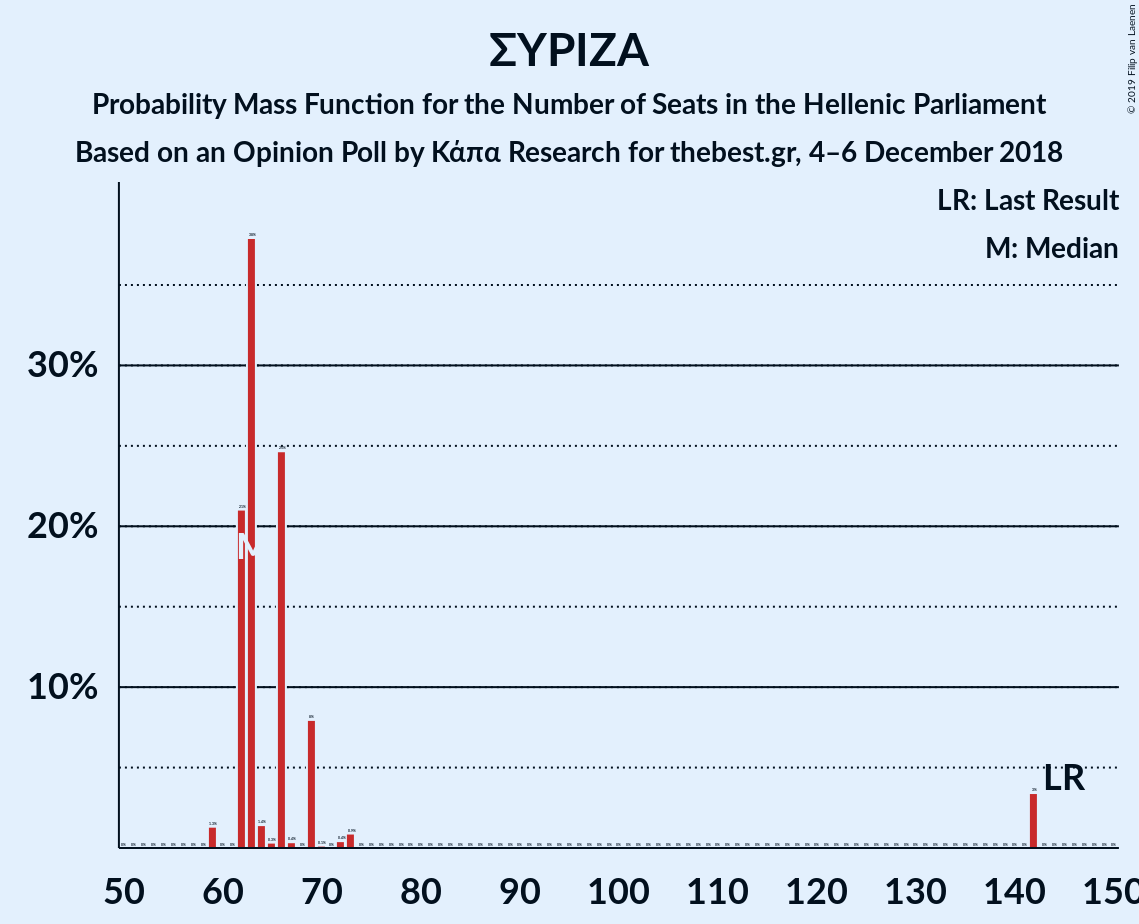 ΣΥΡΙΖΑ
Probability Mass Function for the Number of Seats in the Hellenic Parliament
Based on an Opinion Poll by Κάπα Research for thebest.gr, 4–6 December 2018
© 2019 Filip van Laenen
LR: Last Result
M: Median
30%
20%
10%
M
LR
50 60 70 80 90 100 110 120 130 140 150